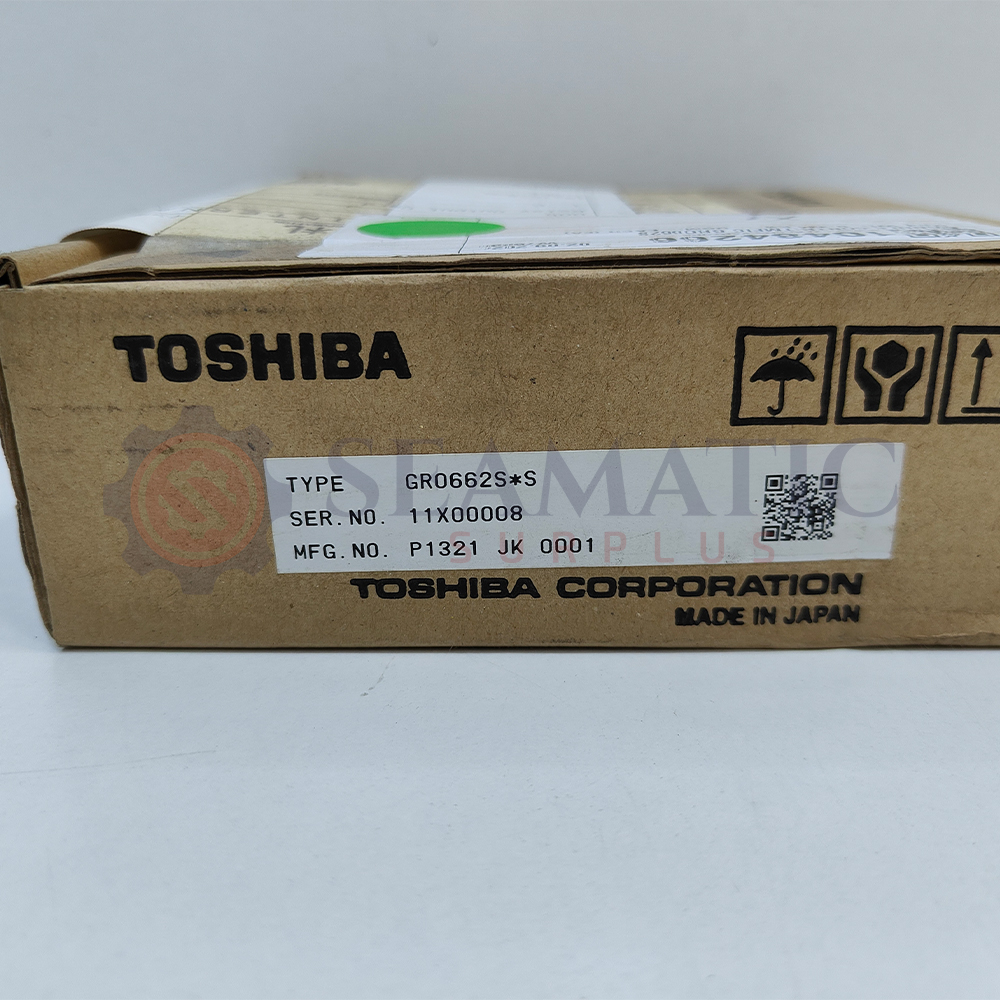 TOSHIBA
SEAMATIC
SURPLUS
TYPE GR0662S*S
SER.NO. 11X00008
MFG.NO. P1321 JK 0001
TOSHIBA CORPORATION
MADE IN JAPAN